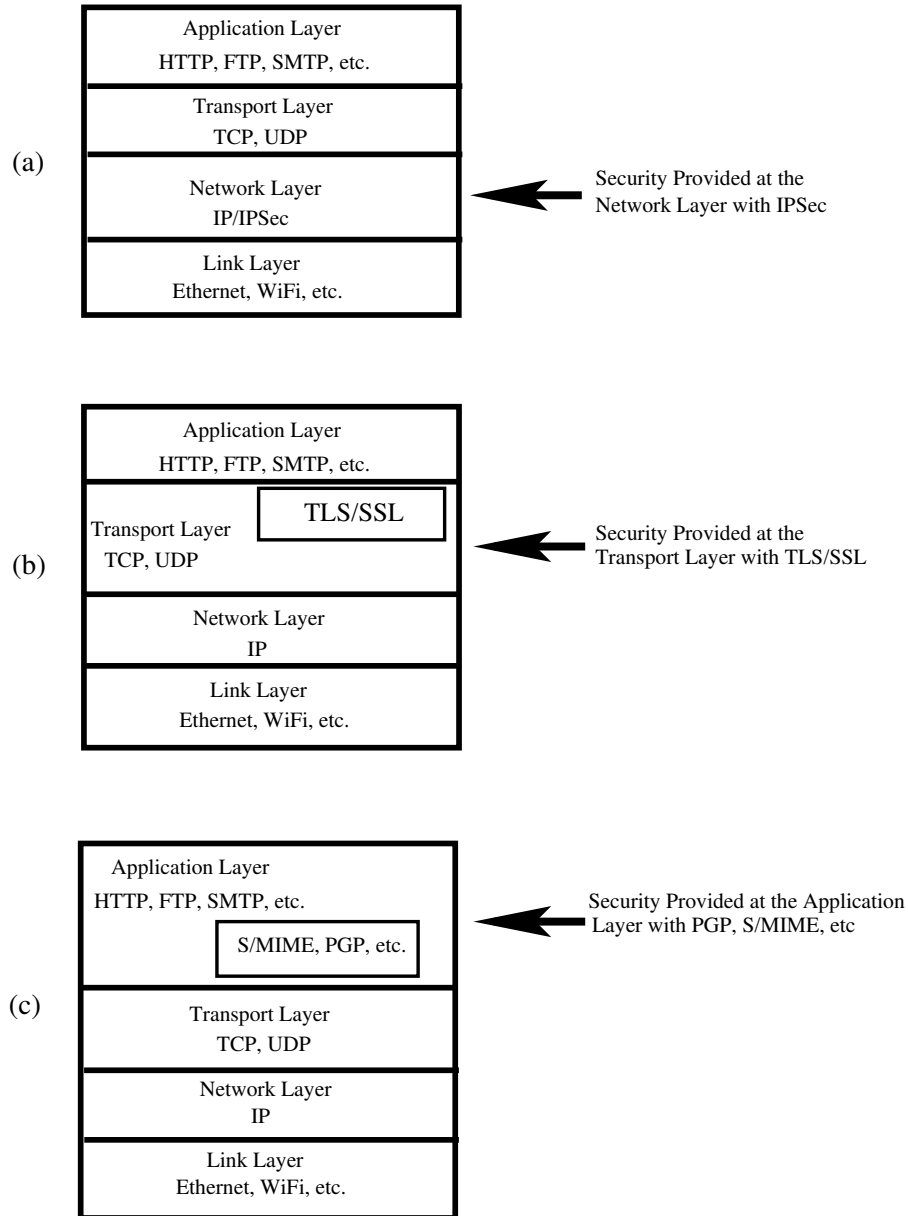 Application Layer
HTTP, FTP, SMTP, etc.
Transport Layer
TCP, UDP
(a)
Network Layer
IP/IPSec
Security Provided at the
Network Layer with IPSec
Link Layer
Ethernet, WiFi, etc.
Application Layer
HTTP, FTP, SMTP, etc.
TLS/SSL
Transport Layer
TCP, UDP
(b)
Security Provided at the
Transport Layer with TLS/SSL
Network Layer
IP
Link Layer
Ethernet, WiFi, etc.
Application Layer
HTTP, FTP, SMTP, etc.
S/MIME, PGP, etc.
Security Provided at the Application
Layer with PGP, S/MIME, etc
(c)
Transport Layer
TCP, UDP
Network Layer
IP
Link Layer
Ethernet, WiFi, etc.